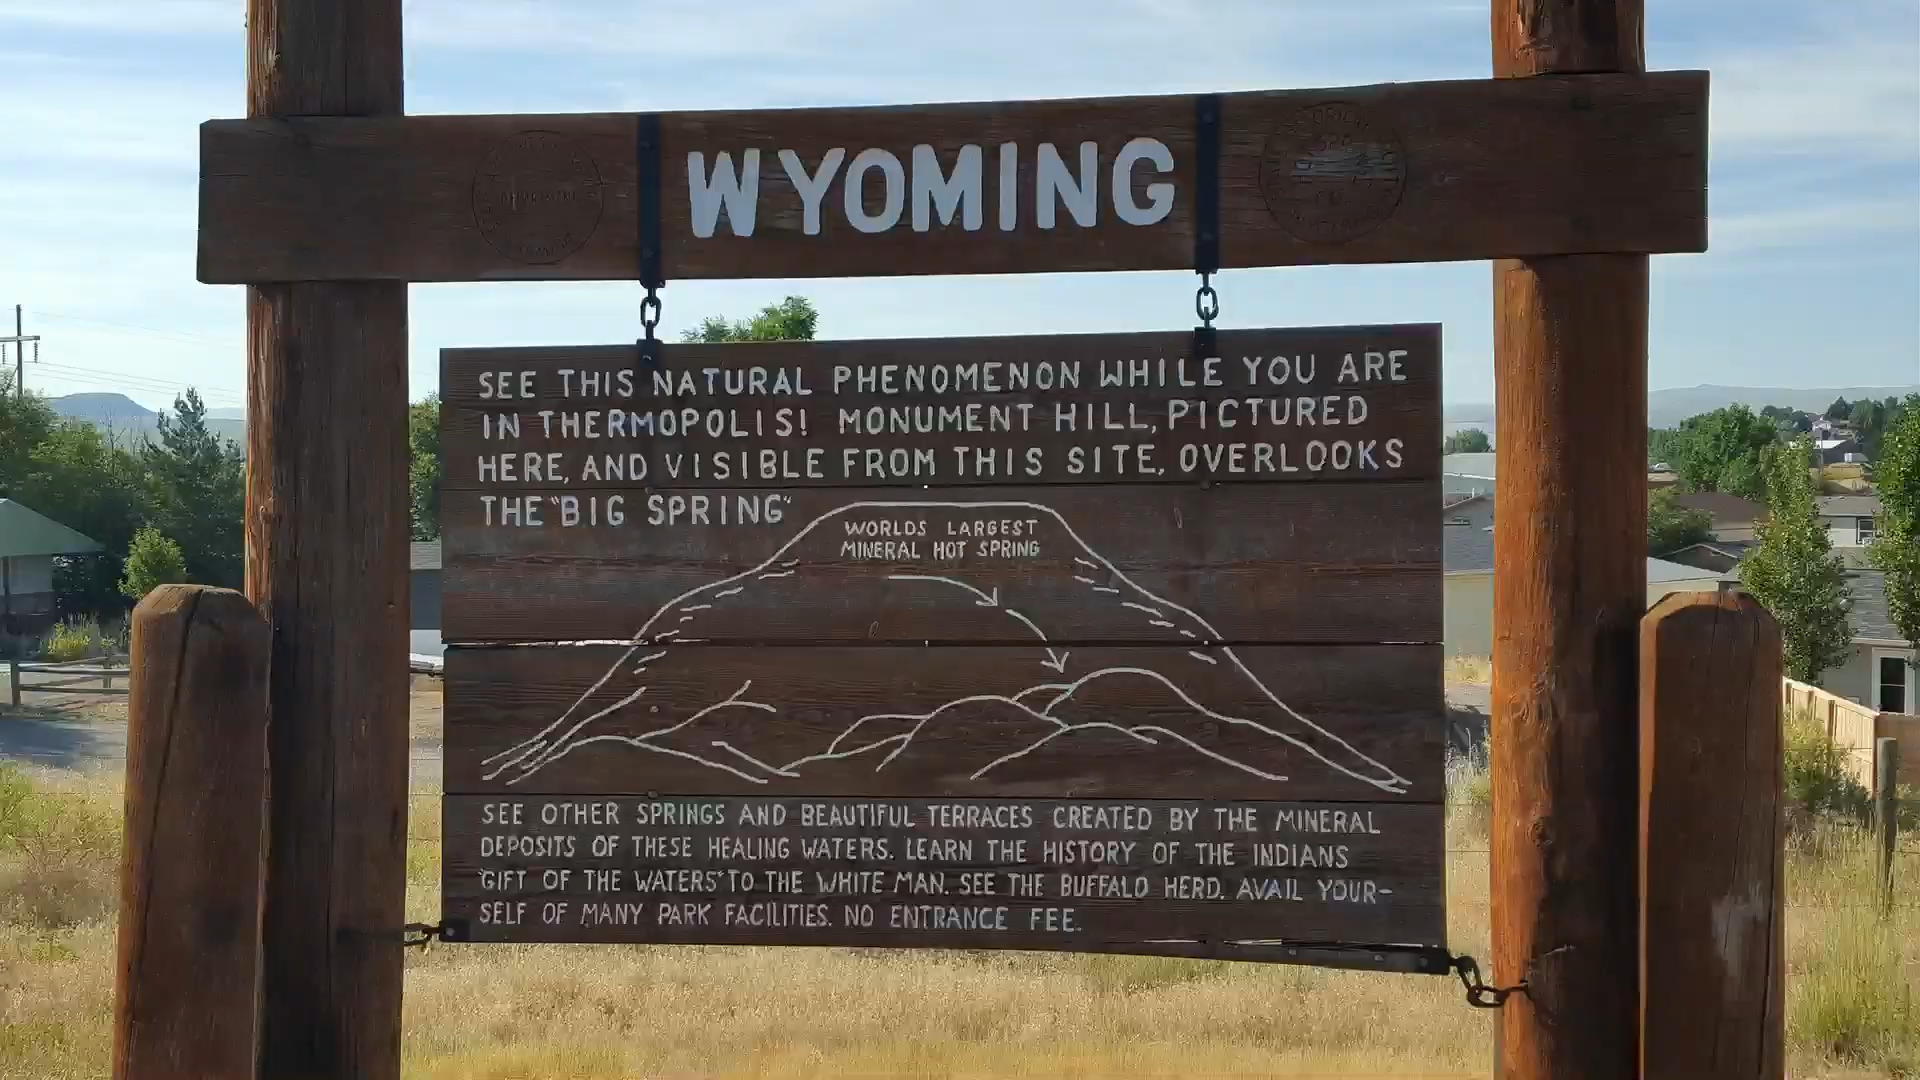 WYOMING
SEE THIS NATURAL PHENOMENON WHILE YOU ARE
IN THERMOPOLIS! MONUMENT HILL, PICTURED
HERE, AND VISIBLE FROM THIS SITE, OVERLOOKS
THE "BIG SPRING"
WORLDS LARGEST
MINERAL HOT SPRING
SEE OTHER SPRINGS AND BEAUTIFUL TERRACES CREATED BY THE MINERAL
DEPOSITS OF THESE HEALING WATERS. LEARN THE HISTORY OF THE INDIANS
"GIFT OF THE WATERS" TO THE WHITE MAN. SEE THE BUFFALO HERD. AVAIL YOUR-
SELF OF MANY PARK FACILITIES. NO ENTRANCE FEE.